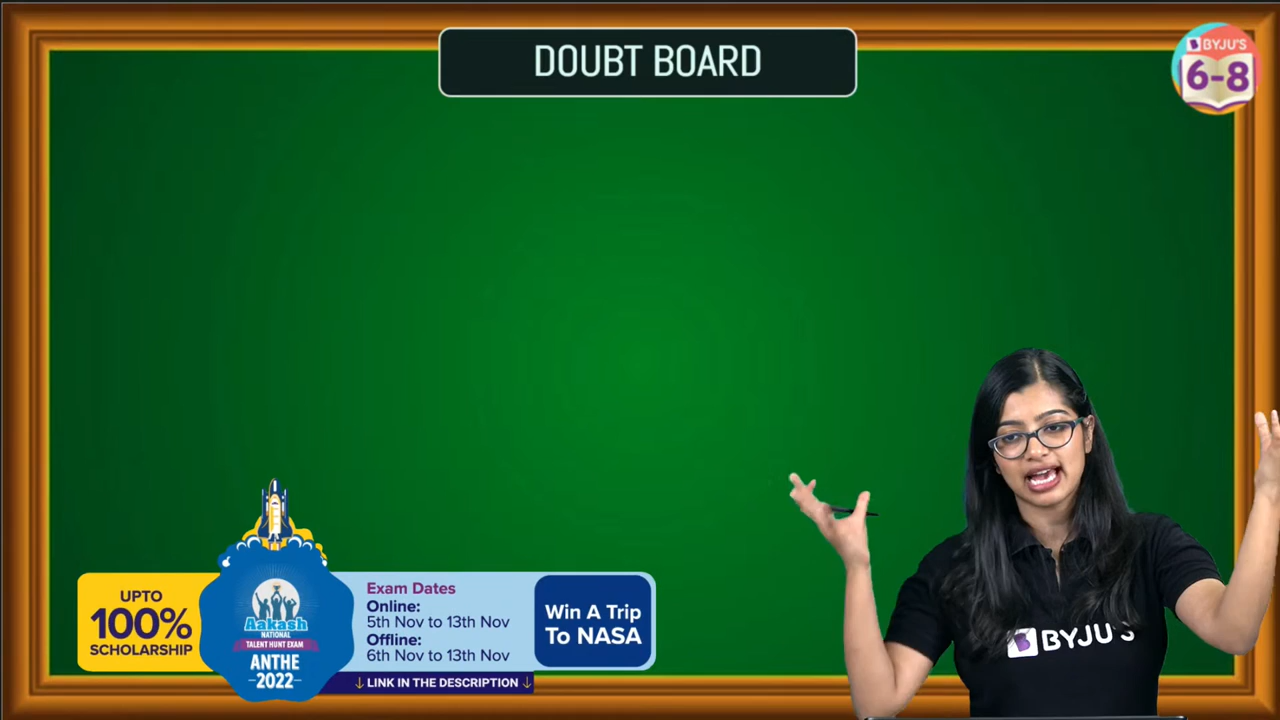 DOUBT BOARD
BYJU'S
6-8
UPTO
100%
SCHOLARSHIP
Aakash
NATIONAL
TALENT HUNT EXAM
ANTHE
2022
Exam Dates
Online:
5th Nov to 13th Nov
Offline:
6th Nov to 13th Nov
LINK IN THE DESCRIPTION
Win A Trip
To NASA
BYJU'S